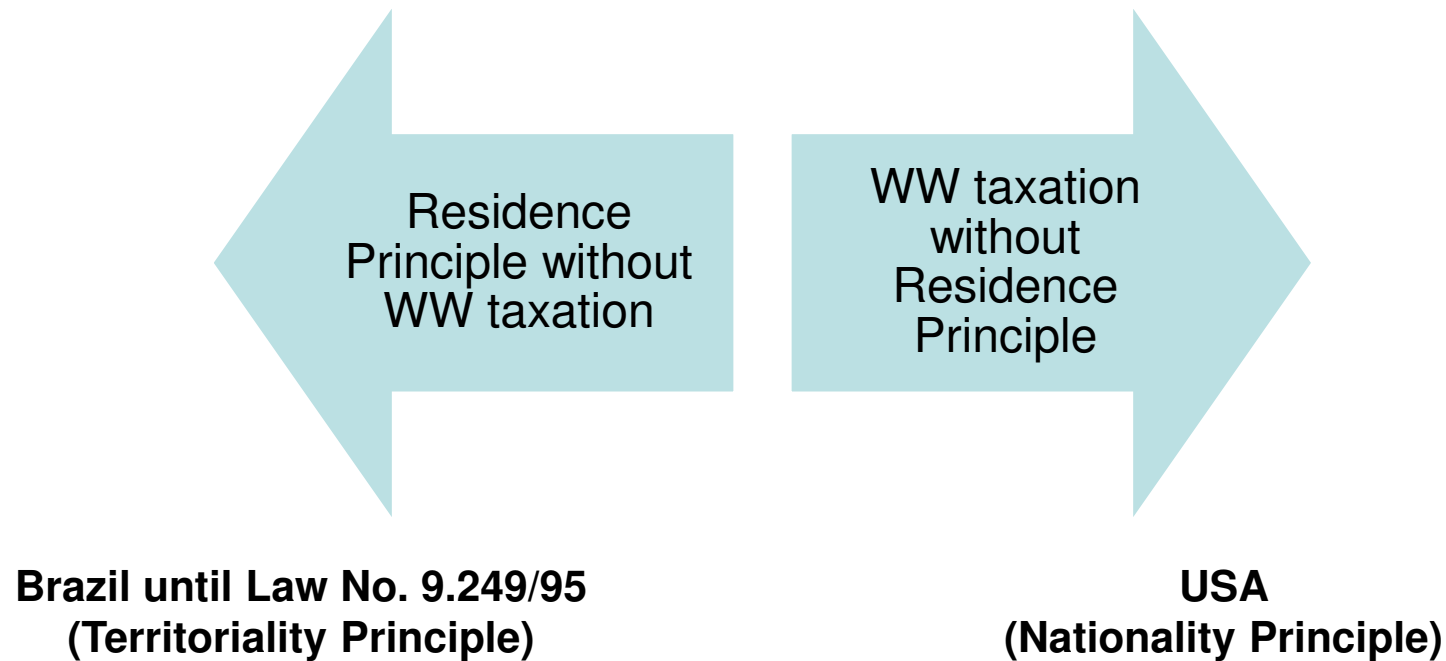 Residence
Principle without
WW taxation
WW taxation
without
Residence
Principle
Brazil until Law No. 9.249/95
(Territoriality Principle)
USA
(Nationality Principle)